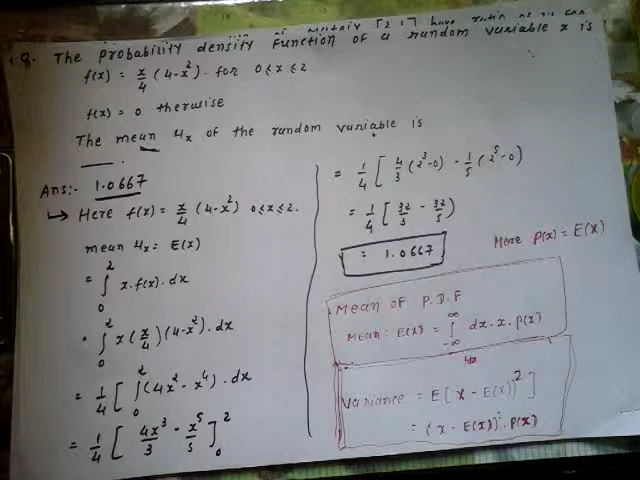 Q. The probability density function of a random variable x is
f(x) = x/4 (4-x²). for 0≤x≤2
f(x) = 0 therwise
The mean μx of the random variable is
____.
Ans:- 1.0667
↳ Here f(x) = x/4 (4-x²) 0≤x≤2.
mean μx = E(x)
= ∫₀² x.f(x).dx
= ∫₀² x(x/4)(4-x²).dx
= 1/4 [ ∫₀² (4x² - x⁴).dx
= 1/4 [ 4x³/3 - x⁵/5 ]₀²
= 1/4 [ 4/3 (2³-0) - 1/5 (2⁵-0)
= 1/4 [ 32/3 - 32/5 )
= 1.0667
Here P(x) = E(x)
Mean of P.D.F
Mean: E(x) = ∫-∞^∞ dx.x.p(x)
Variance = E[x - E(x))²]
= (x - E(x))².P(x)